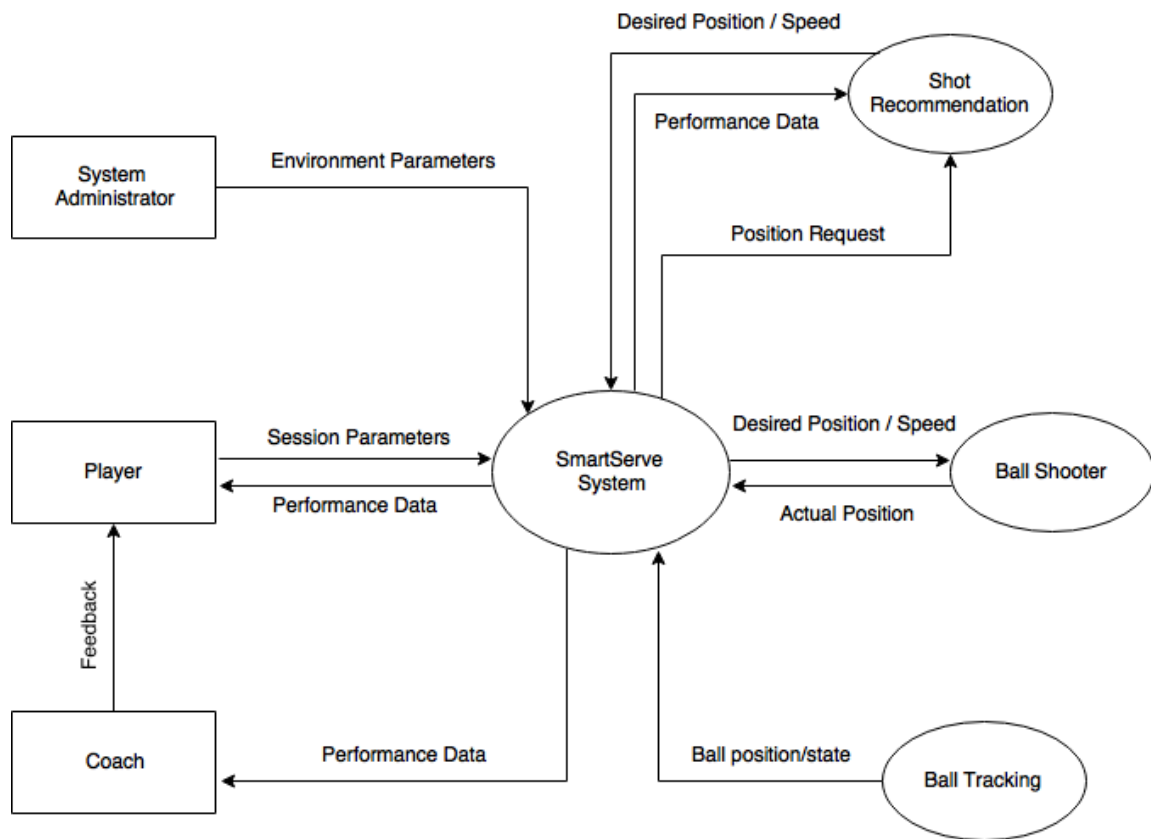 Desired Position / Speed
Shot
Recommendation
Performance Data
System
Administrator
Environment Parameters
Position Request
Player
Session Parameters
Performance Data
SmartServe
System
Desired Position / Speed
Actual Position
Ball Shooter
Feedback
Coach
Performance Data
Ball position/state
Ball Tracking